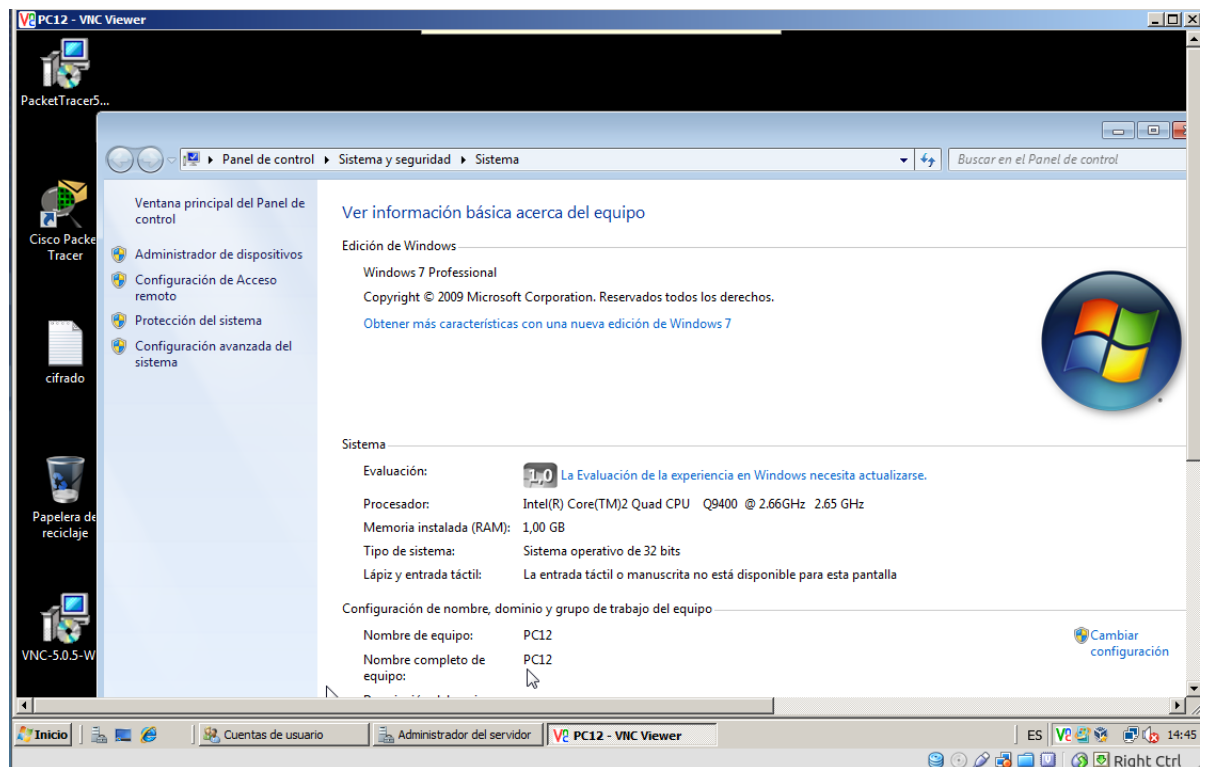 PC12 - VNC Viewer
PacketTracer5...
Panel de control ▸ Sistema y seguridad ▸ Sistema
Buscar en el Panel de control
Ventana principal del Panel de
control
Administrador de dispositivos
Configuración de Acceso
remoto
Protección del sistema
Configuración avanzada del
sistema
Cisco Packe
Tracer
cifrado
Papelera de
reciclaje
VNC-5.0.5-W
Ver información básica acerca del equipo
Edición de Windows
Windows 7 Professional
Copyright © 2009 Microsoft Corporation. Reservados todos los derechos.
Obtener más características con una nueva edición de Windows 7
Sistema
Evaluación: 1,0 La Evaluación de la experiencia en Windows necesita actualizarse.
Procesador: Intel(R) Core(TM)2 Quad CPU Q9400 @ 2.66GHz 2.65 GHz
Memoria instalada (RAM): 1,00 GB
Tipo de sistema: Sistema operativo de 32 bits
Lápiz y entrada táctil: La entrada táctil o manuscrita no está disponible para esta pantalla
Configuración de nombre, dominio y grupo de trabajo del equipo
Nombre de equipo: PC12
Cambiar
configuración
Nombre completo de PC12
equipo:
Inicio
Cuentas de usuario
Administrador del servidor
PC12 - VNC Viewer
ES
14:45
Right Ctrl